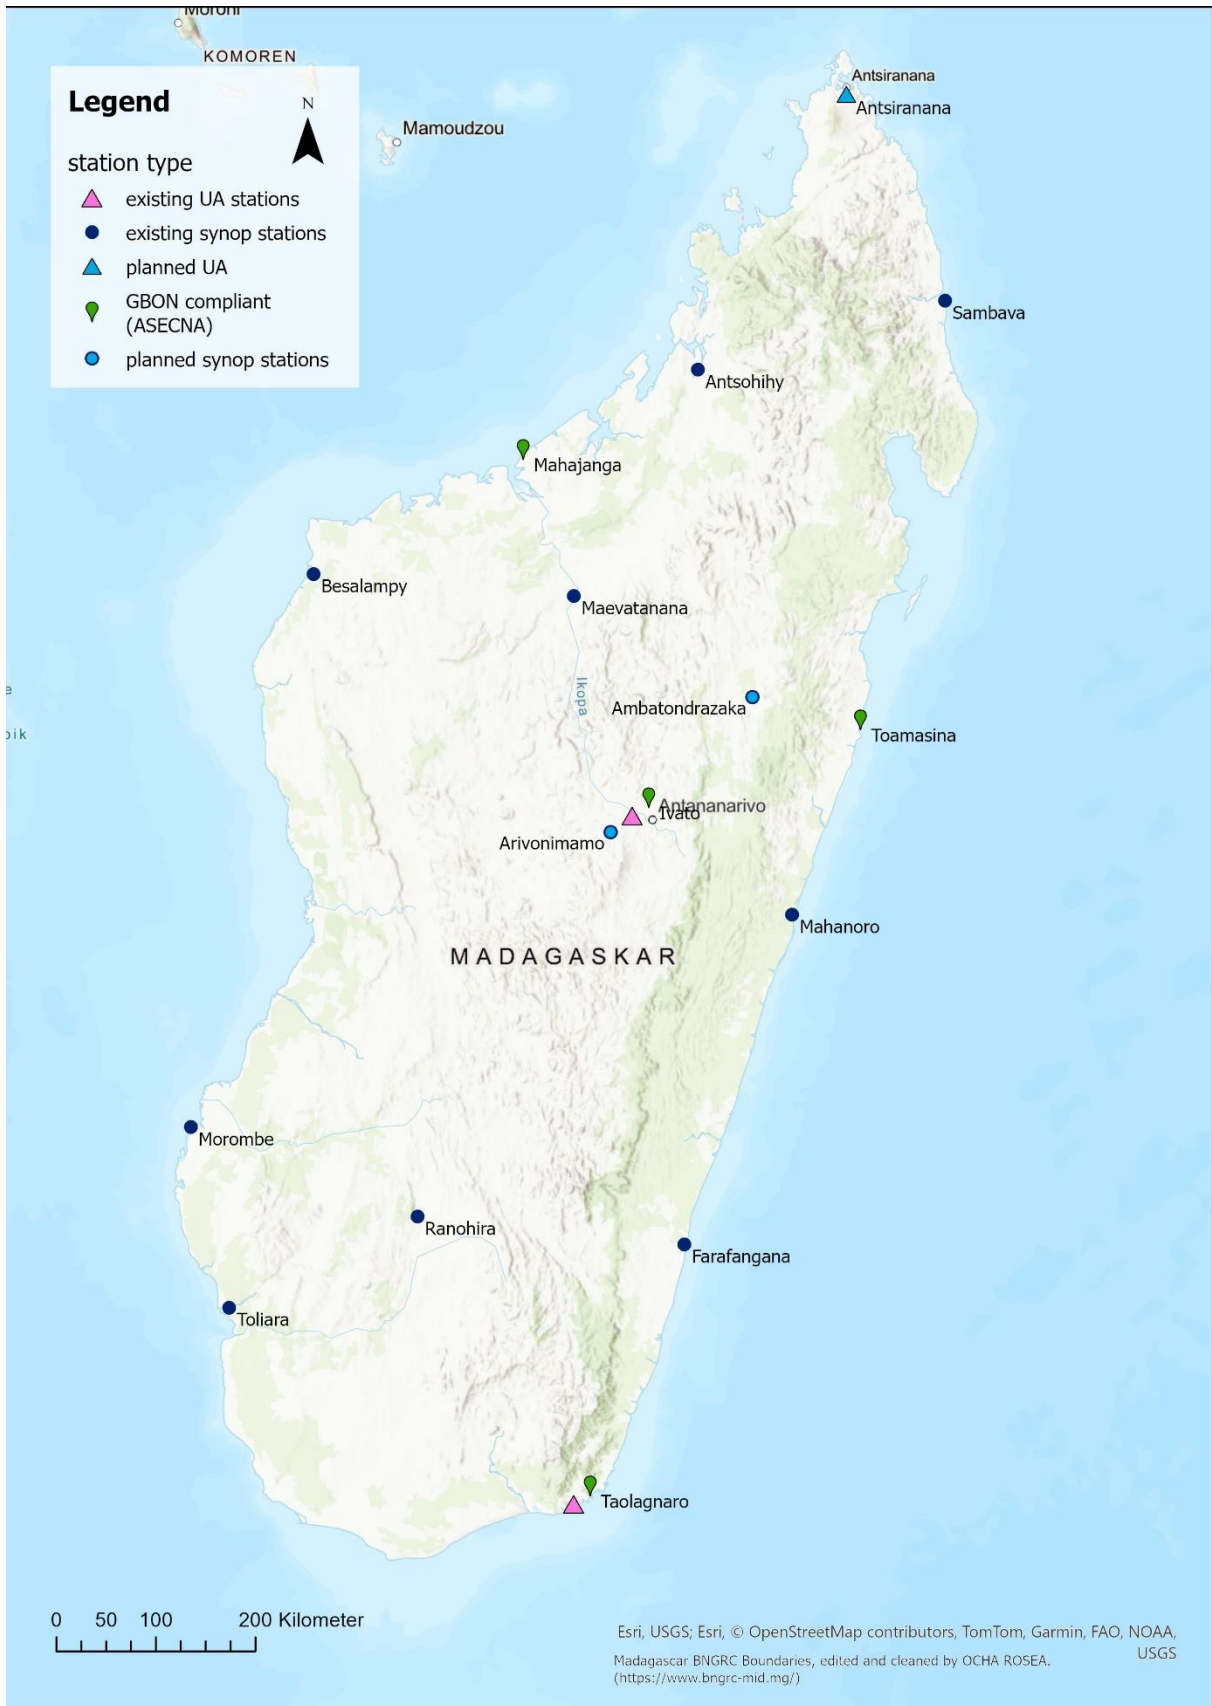 Moroni
KOMOREN
Legend
N
Mamoudzou
station type
existing UA stations
existing synop stations
planned UA
GBON compliant
(ASECNA)
planned synop stations
Antsiranana
Antsiranana
Sambava
Antsohihy
Mahajanga
Besalampy
Maevatanana
Ikopa
Ambatondrazaka
Toamasina
Antananarivo
Ivato
Arivonimamo
Mahanoro
MADAGASKAR
Morombe
Ranohira
Farafangana
Toliara
Taolagnaro
0 50 100 200 Kilometer
Esri, USGS; Esri, © OpenStreetMap contributors, TomTom, Garmin, FAO, NOAA,
USGS
Madagascar BNGRC Boundaries, edited and cleaned by OCHA ROSEA.
(https://www.bngrc-mid.mg/)